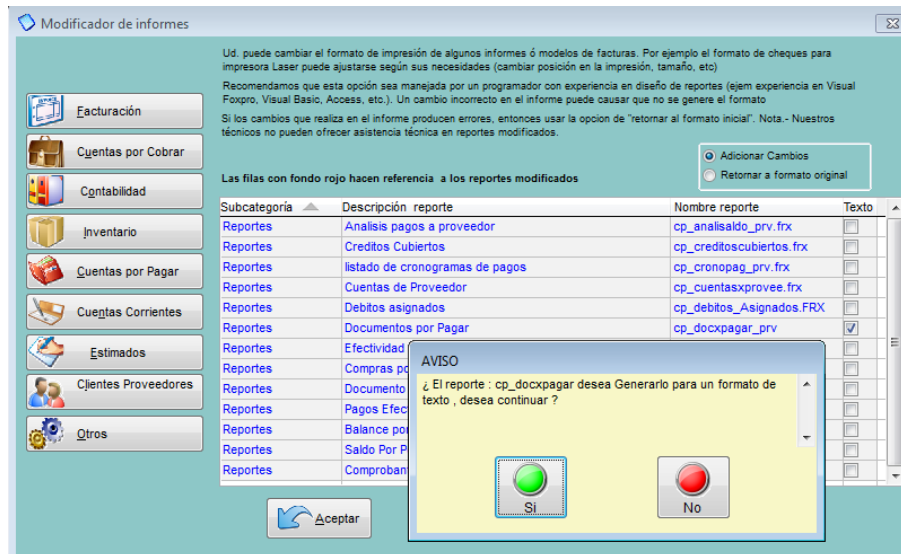 Modificador de informes
Ud. puede cambiar el formato de impresión de algunos informes ó modelos de facturas. Por ejemplo el formato de cheques para
impresora Laser puede ajustarse según sus necesidades (cambiar posición en la impresión, tamaño, etc)
Recomendamos que esta opción sea manejada por un programador con experiencia en diseño de reportes (ejem experiencia en Visual
Foxpro, Visual Basic, Access, etc.). Un cambio incorrecto en el informe puede causar que no se genere el formato
Si los cambios que realiza en el informe producen errores, entonces usar la opcion de "retornar al formato inicial". Nota.- Nuestros
técnicos no pueden ofrecer asistencia técnica en reportes modificados.
Facturación
Cuentas por Cobrar
Contabilidad
Inventario
Cuentas por Pagar
Cuentas Corrientes
Estimados
Clientes Proveedores
Otros
Adicionar Cambios
Retornar a formato original
Las filas con fondo rojo hacen referencia a los reportes modificados
Subcategoría Descripción reporte Nombre reporte Texto
Reportes Analisis pagos a proveedor cp_analisaldo_prv.frx
Reportes Creditos Cubiertos cp_creditoscubiertos.frx
Reportes listado de cronogramas de pagos cp_cronopag_prv.frx
Reportes Cuentas de Proveedor cp_cuentasxprovee.frx
Reportes Debitos asignados cp_debitos_Asignados.FRX
Reportes Documentos por Pagar cp_docxpagar_prv
Reportes Efectividad
Reportes Compras po
Reportes Documento
Reportes Pagos Efec
Reportes Balance por
Reportes Saldo Por P
Reportes Comproban
AVISO
¿ El reporte : cp_docxpagar desea Generarlo para un formato de
texto , desea continuar ?
Si No
Aceptar